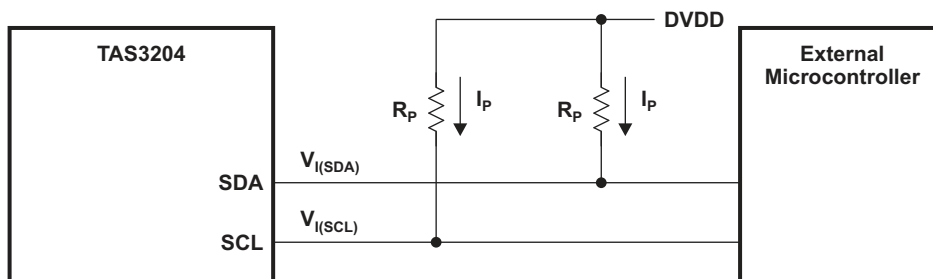 DVDD
TAS3204
External
Microcontroller
R_P
I_P
R_P
I_P
V_I(SDA)
SDA
V_I(SCL)
SCL